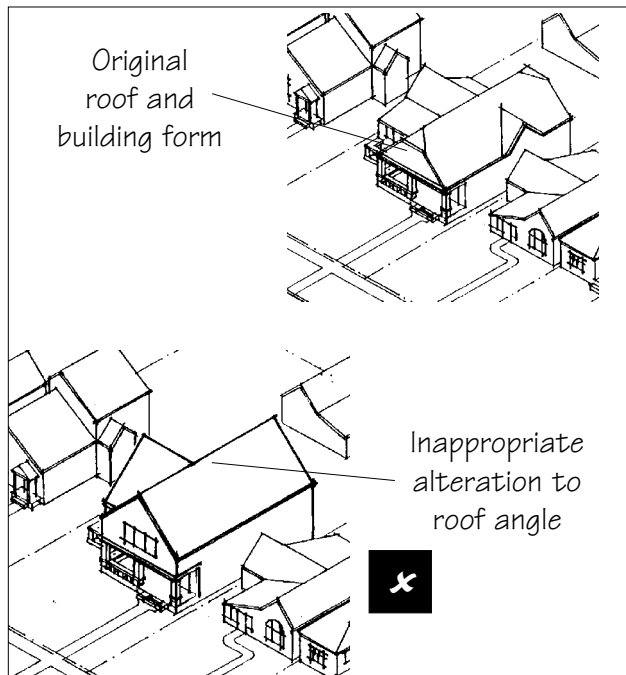 Original
roof and
building form
Inappropriate
alteration to
roof angle